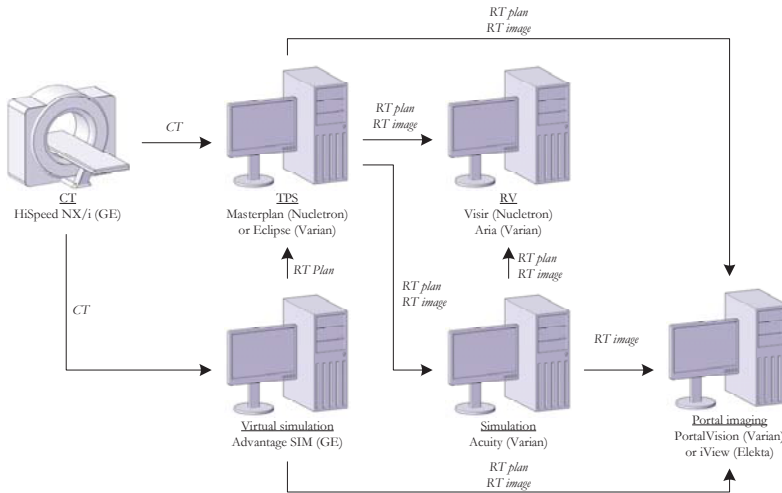 RT plan
RT image
CT
RT plan
RT image
CT
HiSpeed NX/i (GE)
TPS
Masterplan (Nucletron)
or Eclipse (Varian)
RV
Visir (Nucletron)
Aria (Varian)
RT Plan
RT plan
RT image
RT plan
RT image
CT
RT image
Virtual simulation
Advantage SIM (GE)
Simulation
Acuity (Varian)
Portal imaging
PortalVision (Varian)
or iView (Elekta)
RT plan
RT image